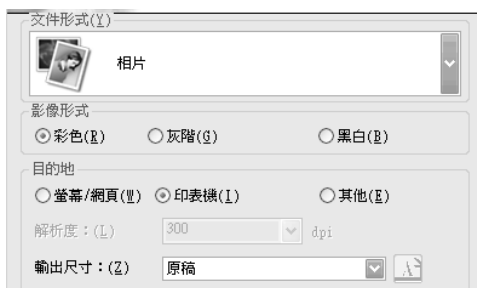 文件形式(Y)
相片
影像形式
彩色(R) 灰階(G) 黑白(B)
目的地
螢幕/網頁(W) 印表機(I) 其他(E)
解析度：(L) 300 dpi
輸出尺寸：(Z) 原稿